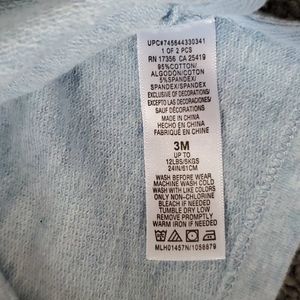 UPC#745644330341
1 OF 2 PCS
RN 17356 CA 25419
95%COTTON/
ALGODON/COTTON
5%SPANDEX/
SPANDEX/SPANDEX
EXCLUSIVE OF DECORATIONS/
EXCEPTO LAS DECORACIONES/
SAUF DECORATIONS
MADE IN CHINA
HECHO EN CHINA
FABRIQUÉ EN CHINE
3M
UP TO
12LBS/5KGS
24IN/61CM
WASH BEFORE WEAR
MACHINE WASH COLD
WASH WITH LIKE COLORS
ONLY NON-CHLORINE
BLEACH IF NEEDED
TUMBLE DRY LOW
REMOVE PROMPTLY
WARM IRON IF NEEDED
MLH01457N/1058879